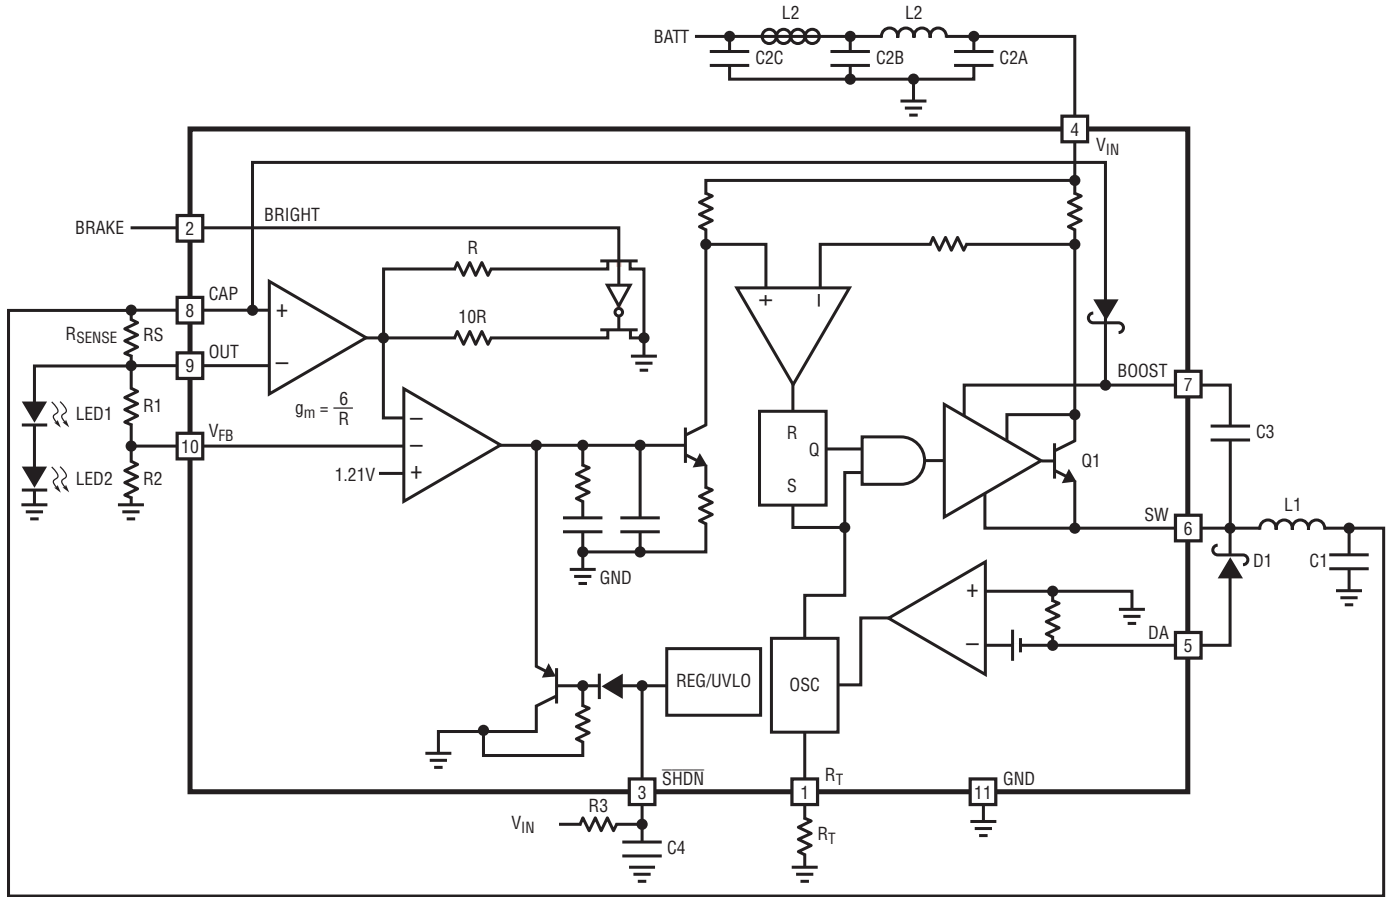 L2
L2
BATT
C2C
C2B
C2A
4
VIN
BRAKE
2
BRIGHT
R
8
CAP
+
10R
+
–
RSENSE
RS
9
OUT
–
BOOST
7
LED1
R1
gm = 6/R
–
R
Q
C3
10
VFB
–
Q1
1.21V
+
S
LED2
R2
SW
6
L1
GND
D1
C1
+
DA
5
–
REG/UVLO
OSC
3
SHDN
1
RT
11
GND
R3
VIN
RT
C4